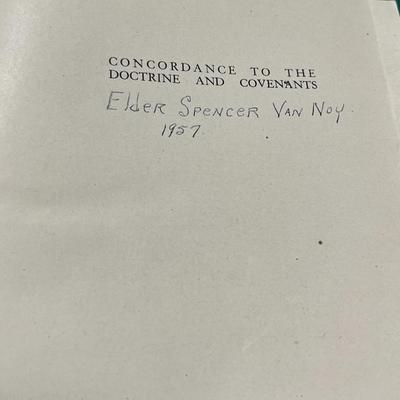 CONCORDANCE TO THE
DOCTRINE AND COVENANTS
Elder Spencer Van Noy.
1957.